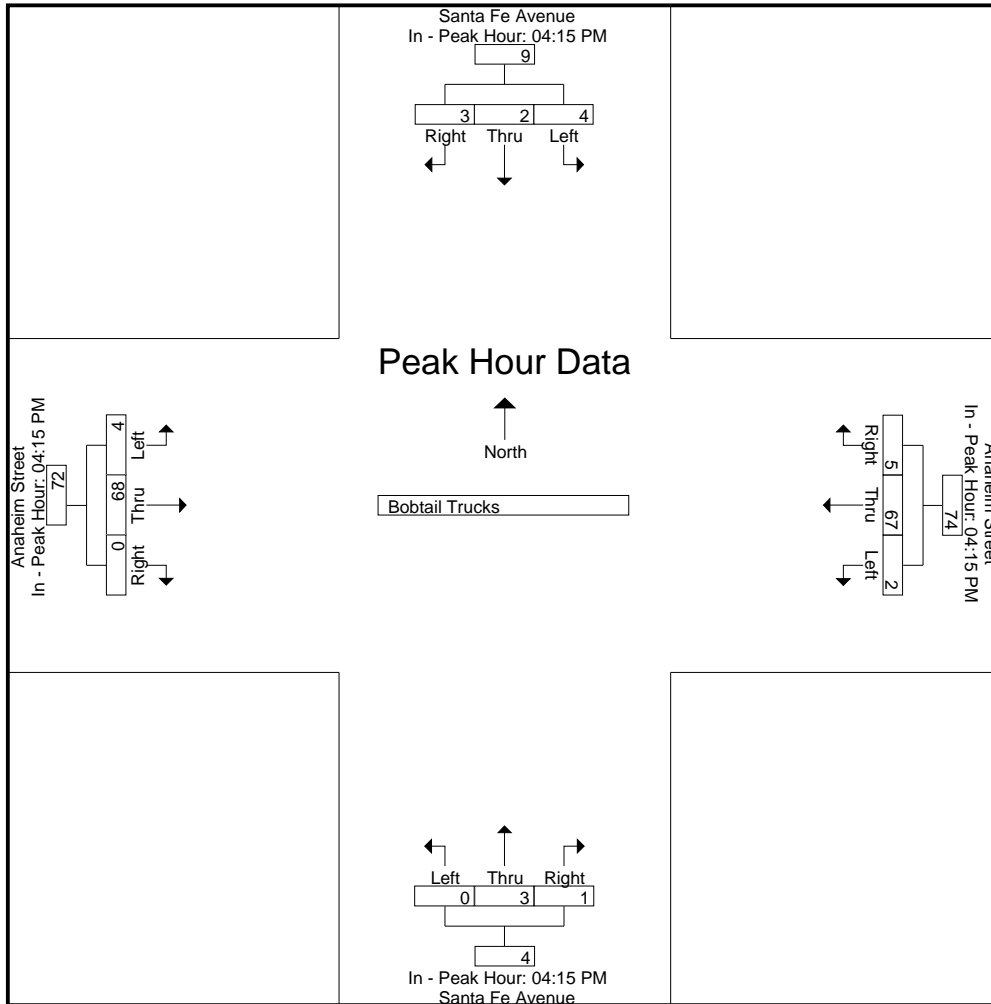 Santa Fe Avenue
In - Peak Hour: 04:15 PM
9
3 2 4
Right Thru Left
Peak Hour Data
North
Bobtail Trucks
Anaheim Street
In - Peak Hour: 04:15 PM
72
4 68 0
Left Thru Right
Anaheim Street
In - Peak Hour: 04:15 PM
74
5 67 2
Right Thru Left
Left Thru Right
0 3 1
4
In - Peak Hour: 04:15 PM
Santa Fe Avenue